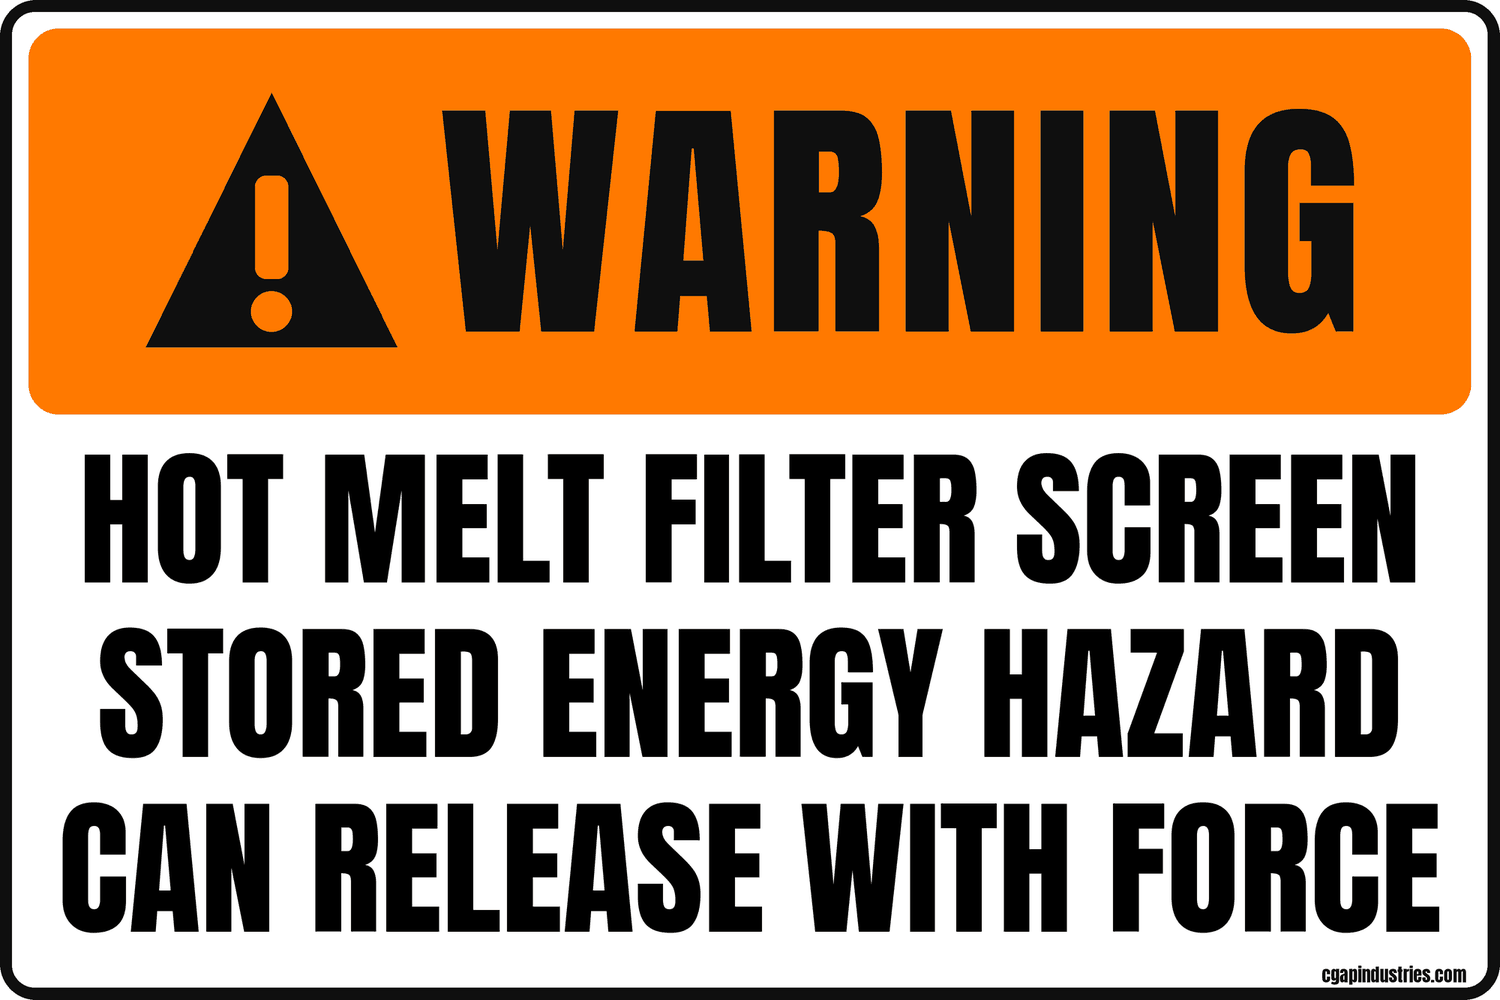 WARNING
HOT MELT FILTER SCREEN
STORED ENERGY HAZARD
CAN RELEASE WITH FORCE
cgapindustries.com